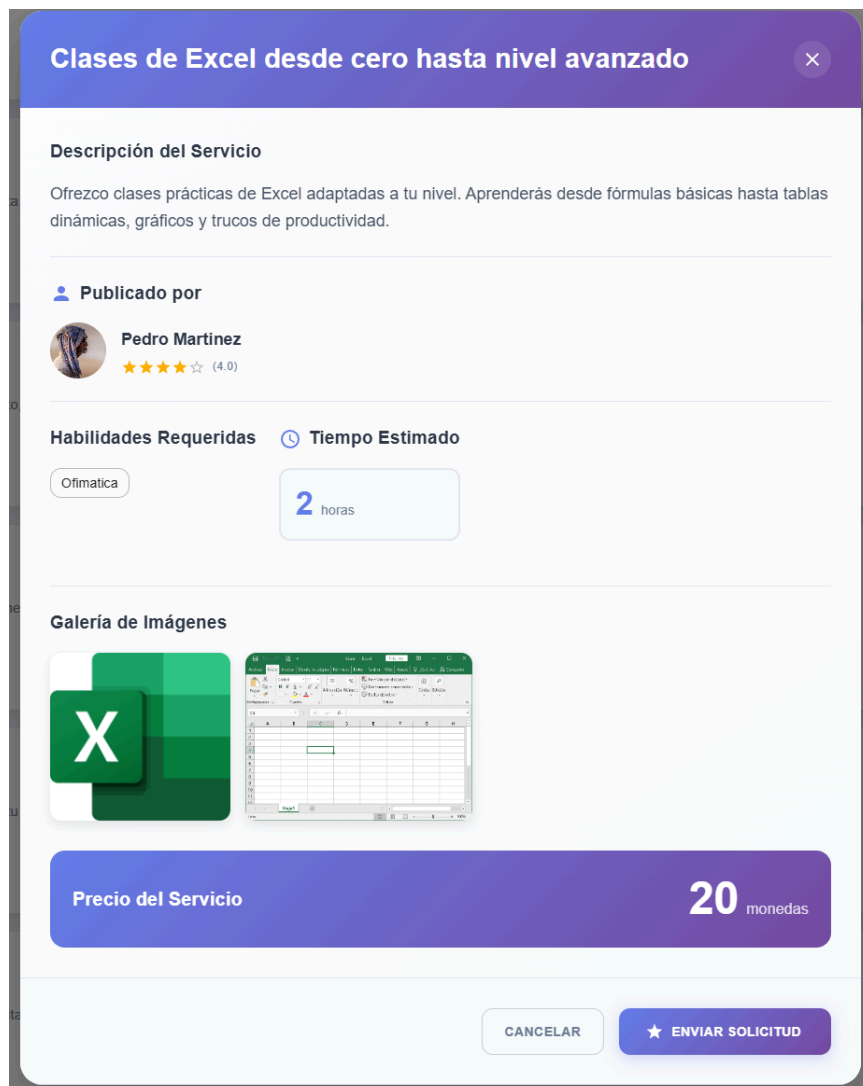 Clases de Excel desde cero hasta nivel avanzado
Descripción del Servicio
Ofrezco clases prácticas de Excel adaptadas a tu nivel. Aprenderás desde fórmulas básicas hasta tablas
dinámicas, gráficos y trucos de productividad.
Publicado por
Pedro Martinez
(4.0)
Habilidades Requeridas
Tiempo Estimado
Ofimatica
2 horas
Galería de Imágenes
X
Precio del Servicio
20 monedas
CANCELAR
ENVIAR SOLICITUD